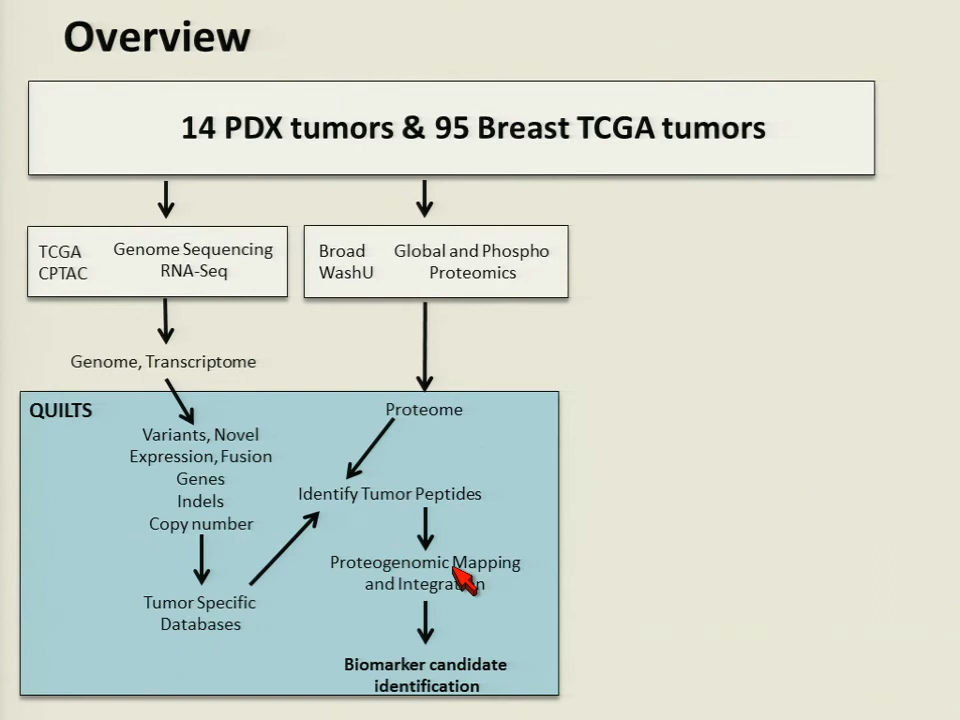 Overview
14 PDX tumors & 95 Breast TCGA tumors
TCGA
CPTAC
Genome Sequencing
RNA-Seq
Broad
WashU
Global and Phospho
Proteomics
Genome, Transcriptome
QUILTS
Proteome
Variants, Novel
Expression, Fusion
Genes
Indels
Copy number
Identify Tumor Peptides
Tumor Specific
Databases
Proteogenomic Mapping
and Integration
Biomarker candidate
identification